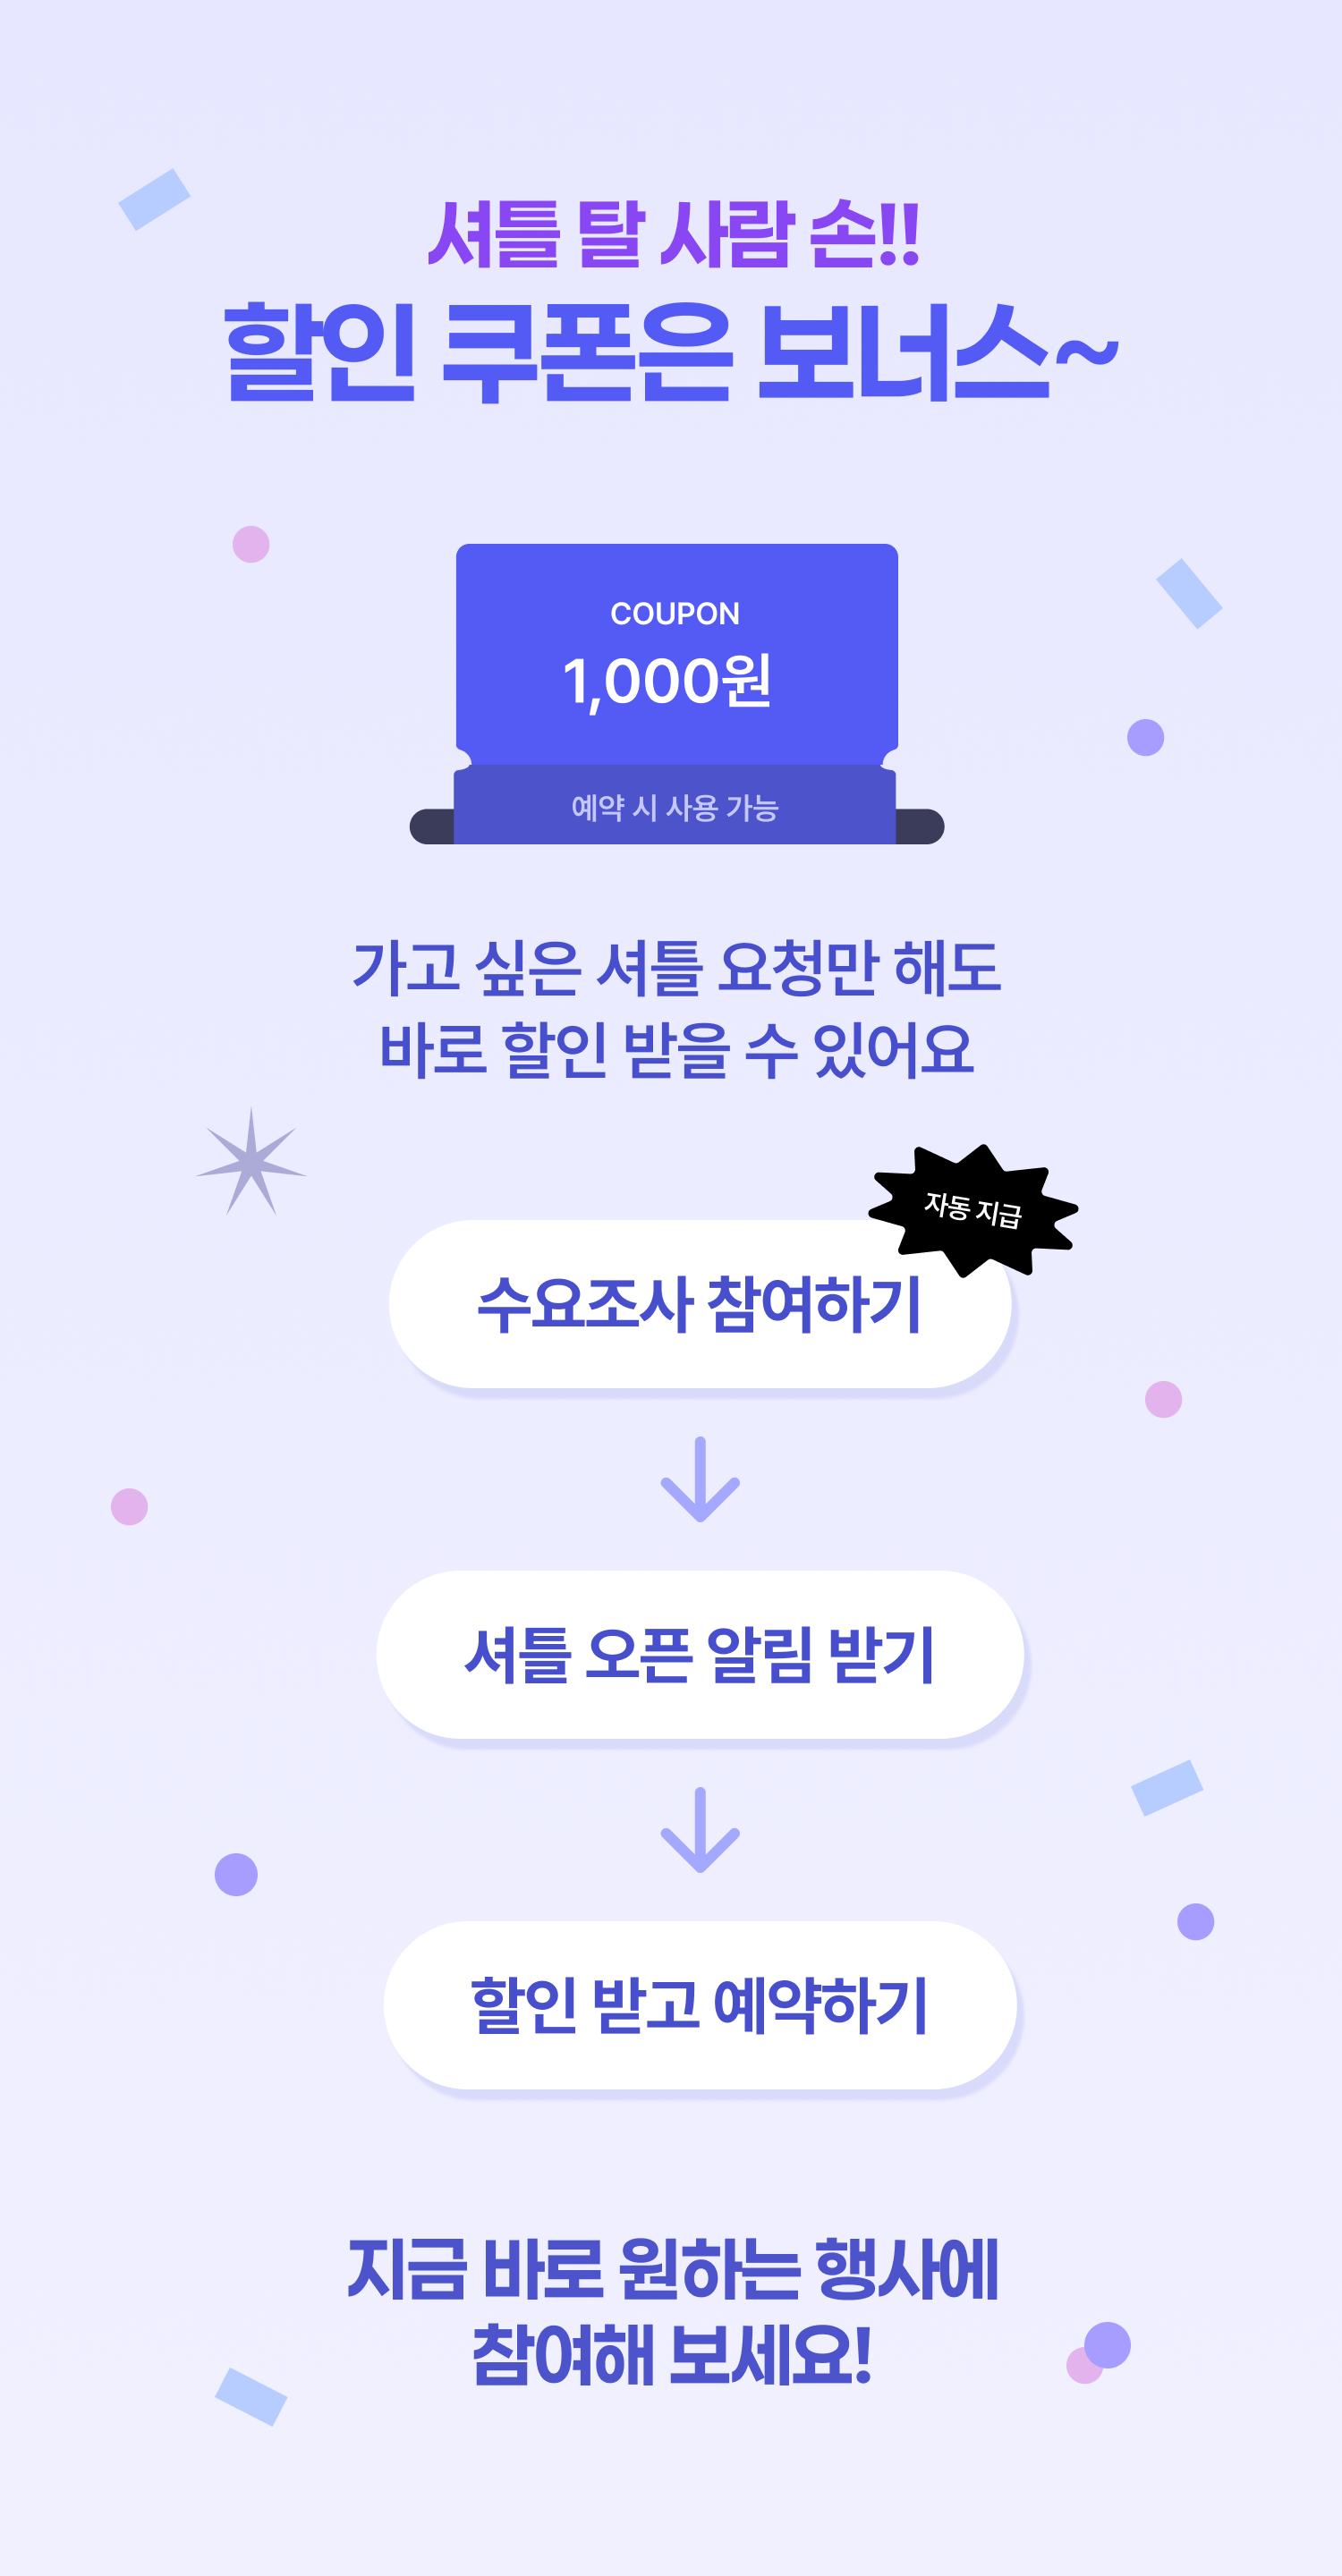 셔틀 탈 사람 손!!
할인 쿠폰은 보너스~
COUPON
1,000원
예약 시 사용 가능
가고 싶은 셔틀 요청만 해도
바로 할인 받을 수 있어요
자동 지급
수요조사 참여하기
셔틀 오픈 알림 받기
할인 받고 예약하기
지금 바로 원하는 행사에
참여해 보세요!